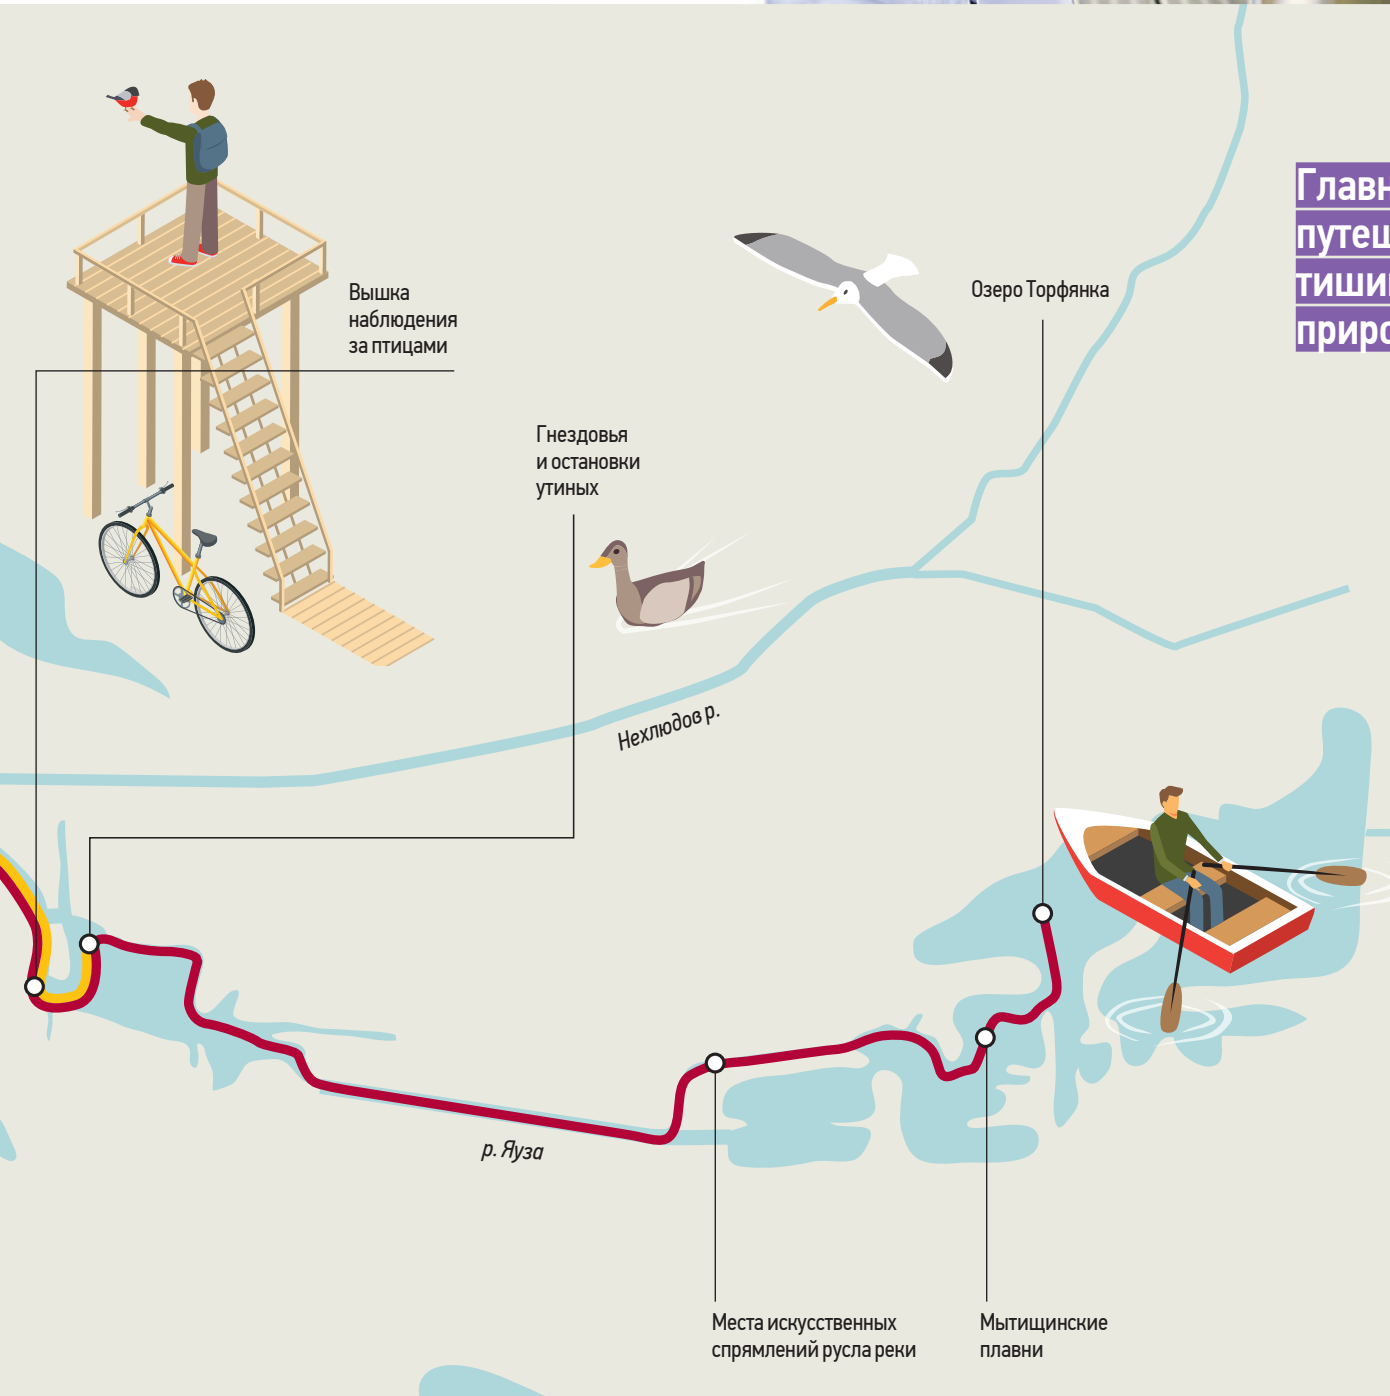 Вышка
наблюдения
за птицами
Гнездовья
и остановки
утиных
Озеро Торфянка
Нехлюдов р.
р. Яуза
Места искусственных
спрямлений русла реки
Мытищинские
плавни